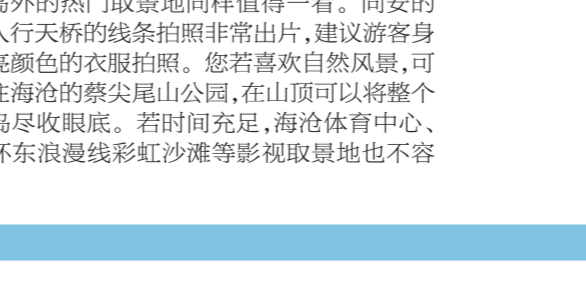 岛外的热门取景地同样值得一看。同安的
人行天桥的线条拍照非常出片,建议游客身
亮颜色的衣服拍照。您若喜欢自然风景,可
往海沧的蔡尖尾山公园,在山顶可以将整个
岛尽收眼底。若时间充足,海沧体育中心、
环东浪漫线彩虹沙滩等影视取景地也不容